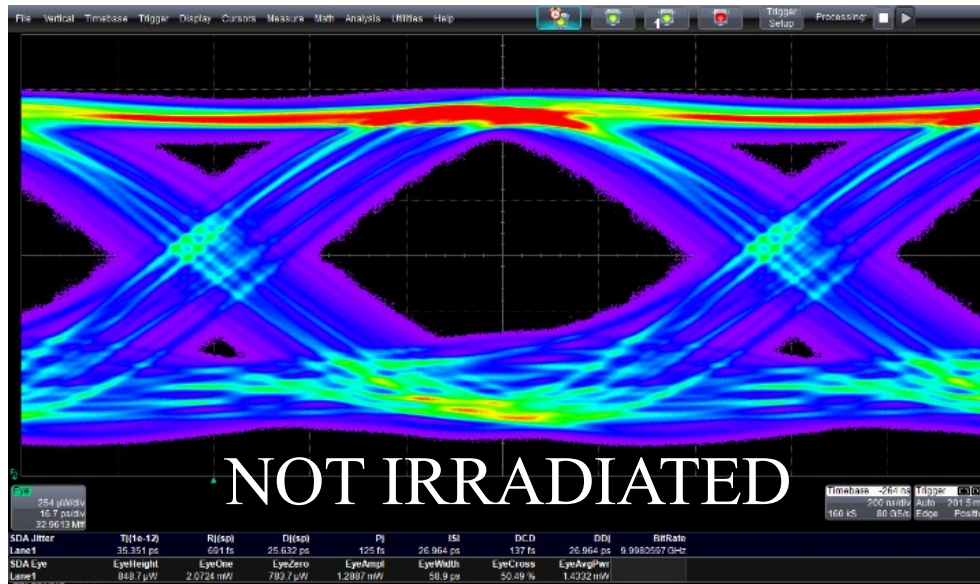 File Vertical Timebase Trigger Display Cursors Measure Math Analysis Utilities Help
1
Trigger Setup
Processing:
NOT IRRADIATED
Eye
254 µW/div
16.7 ps/div
32.9613 M#
Timebase -264 ns
200 ns/div
160 kS 80 GS/s
Trigger
Auto 201.5 m
Edge Positi
SDA Jitter Tj(1e-12) Rj(sp) Dj(sp) Pj ISI DCD DDj BitRate
Lane1 35.351 ps 691 fs 25.632 ps 125 fs 26.964 ps 137 fs 26.964 ps 9.9980597 GHz
SDA Eye EyeHeight EyeOne EyeZero EyeAmpl EyeWidth EyeCross EyeAvgPwr
Lane1 848.7 µW 2.0724 mW 783.7 µW 1.2887 mW 58.9 ps 50.49 % 1.4332 mW